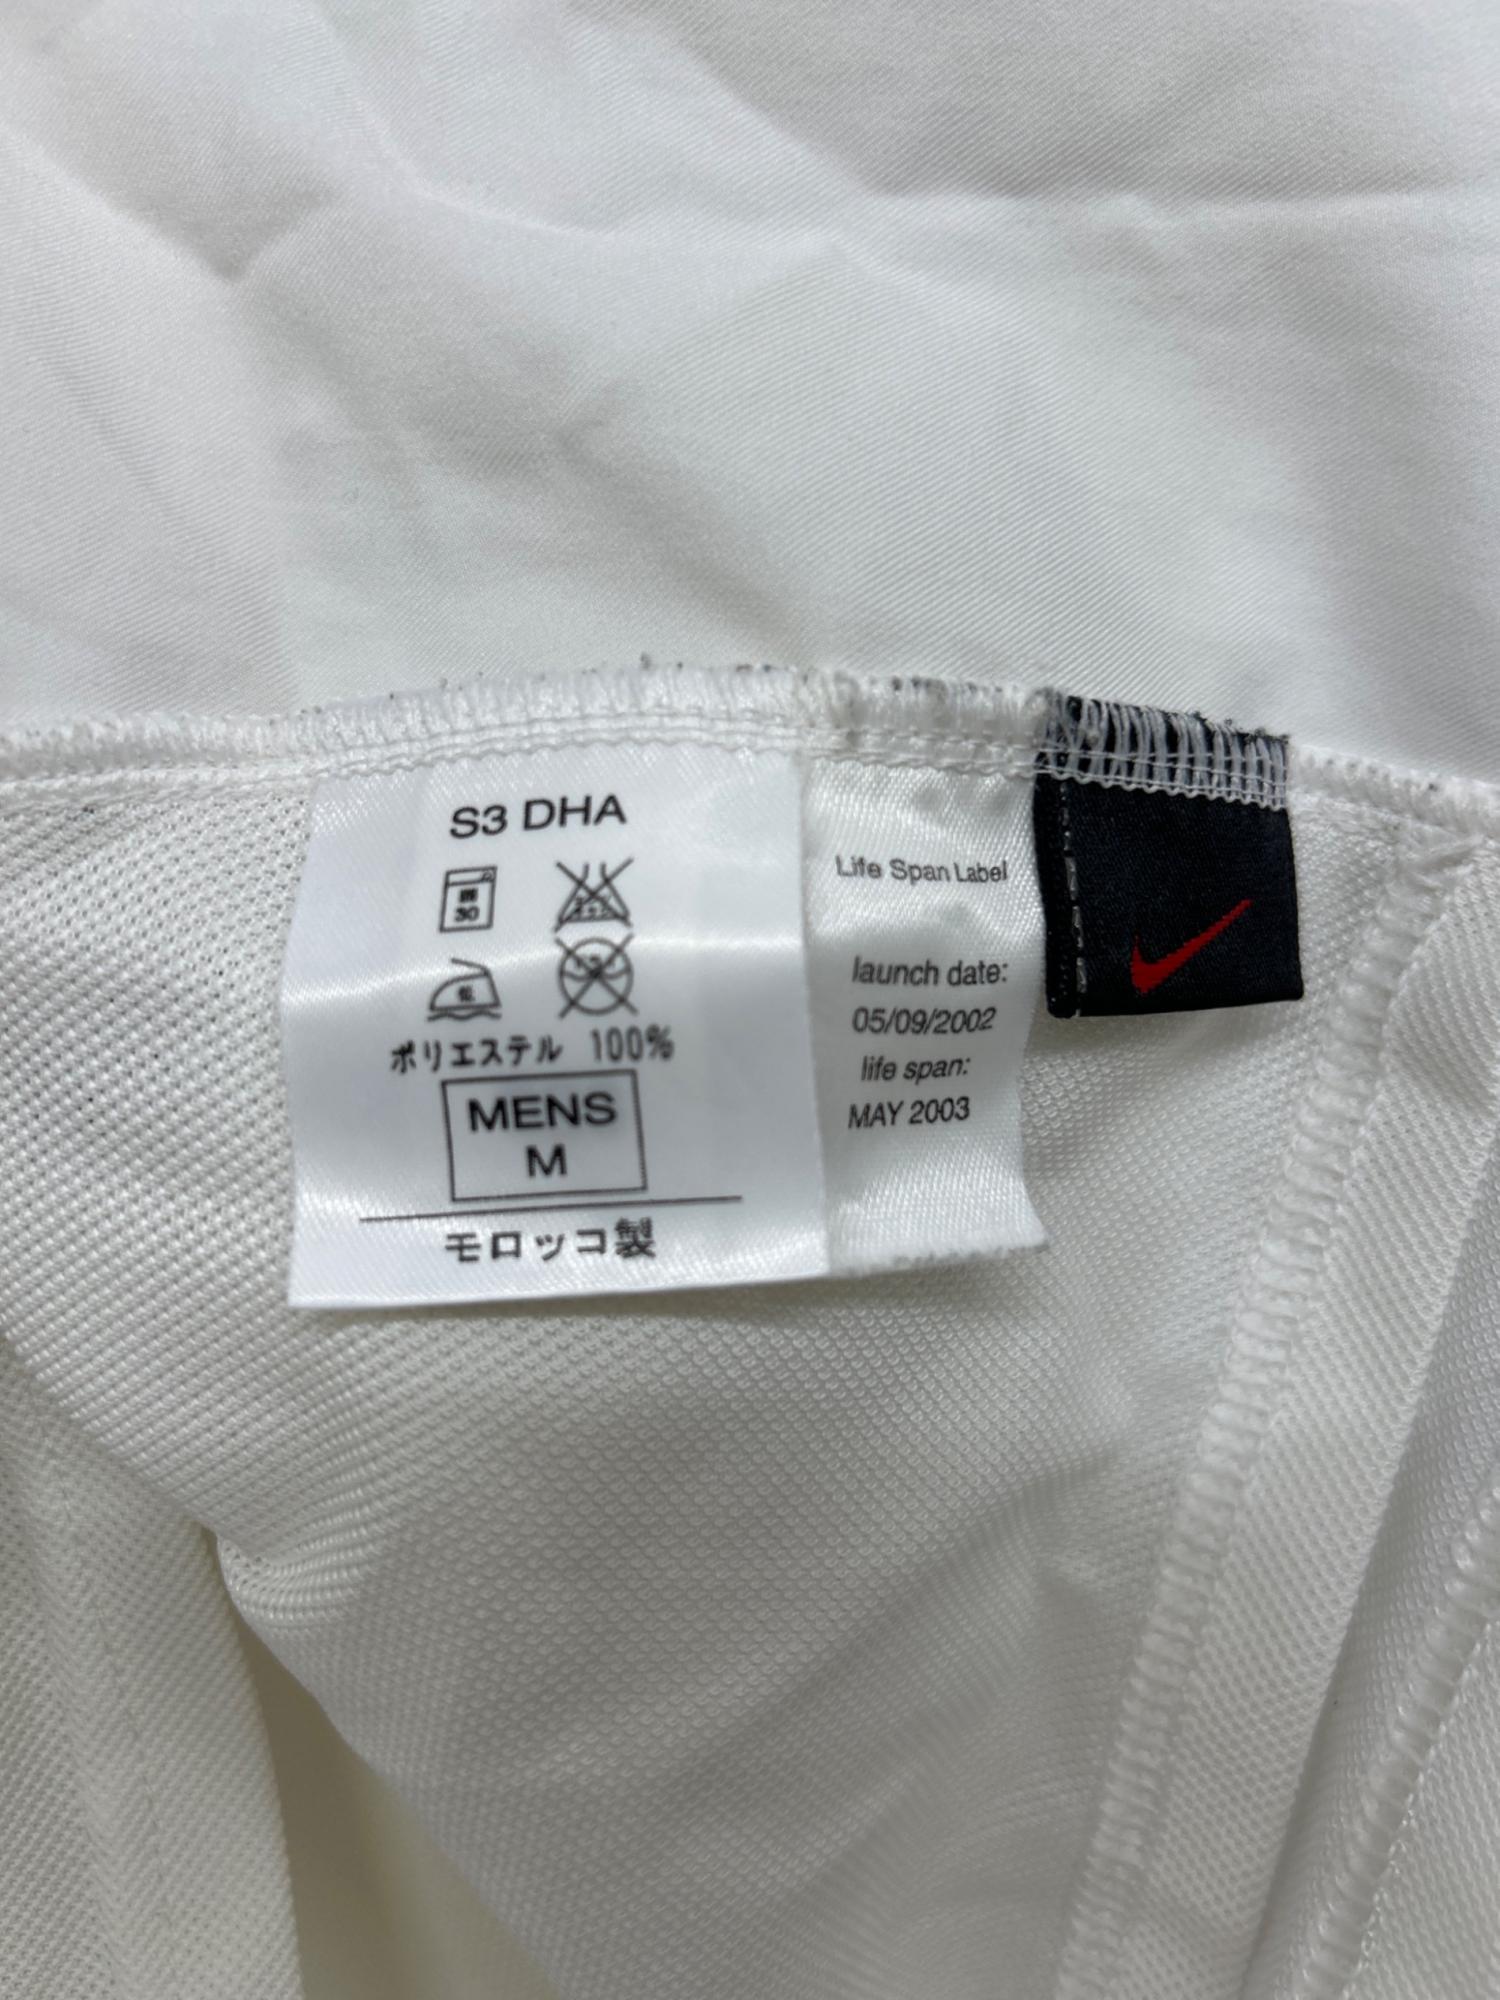 S3 DHA
30
低
ポリエステル 100%
MENS
M
モロッコ製
Life Span Label
launch date:
05/09/2002
life span:
MAY 2003